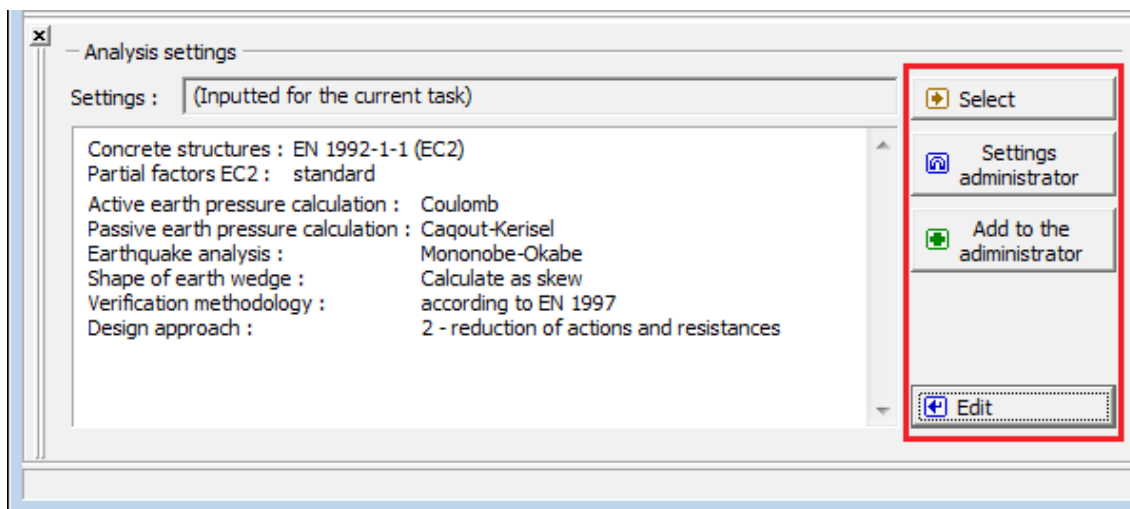 Analysis settings
Settings : (Inputted for the current task)
Concrete structures : EN 1992-1-1 (EC2)
Partial factors EC2 : standard
Active earth pressure calculation : Coulomb
Passive earth pressure calculation : Caqout-Kerisel
Earthquake analysis : Mononobe-Okabe
Shape of earth wedge : Calculate as skew
Verification methodology : according to EN 1997
Design approach : 2 - reduction of actions and resistances
Select
Settings
administrator
Add to the
adiministrator
Edit